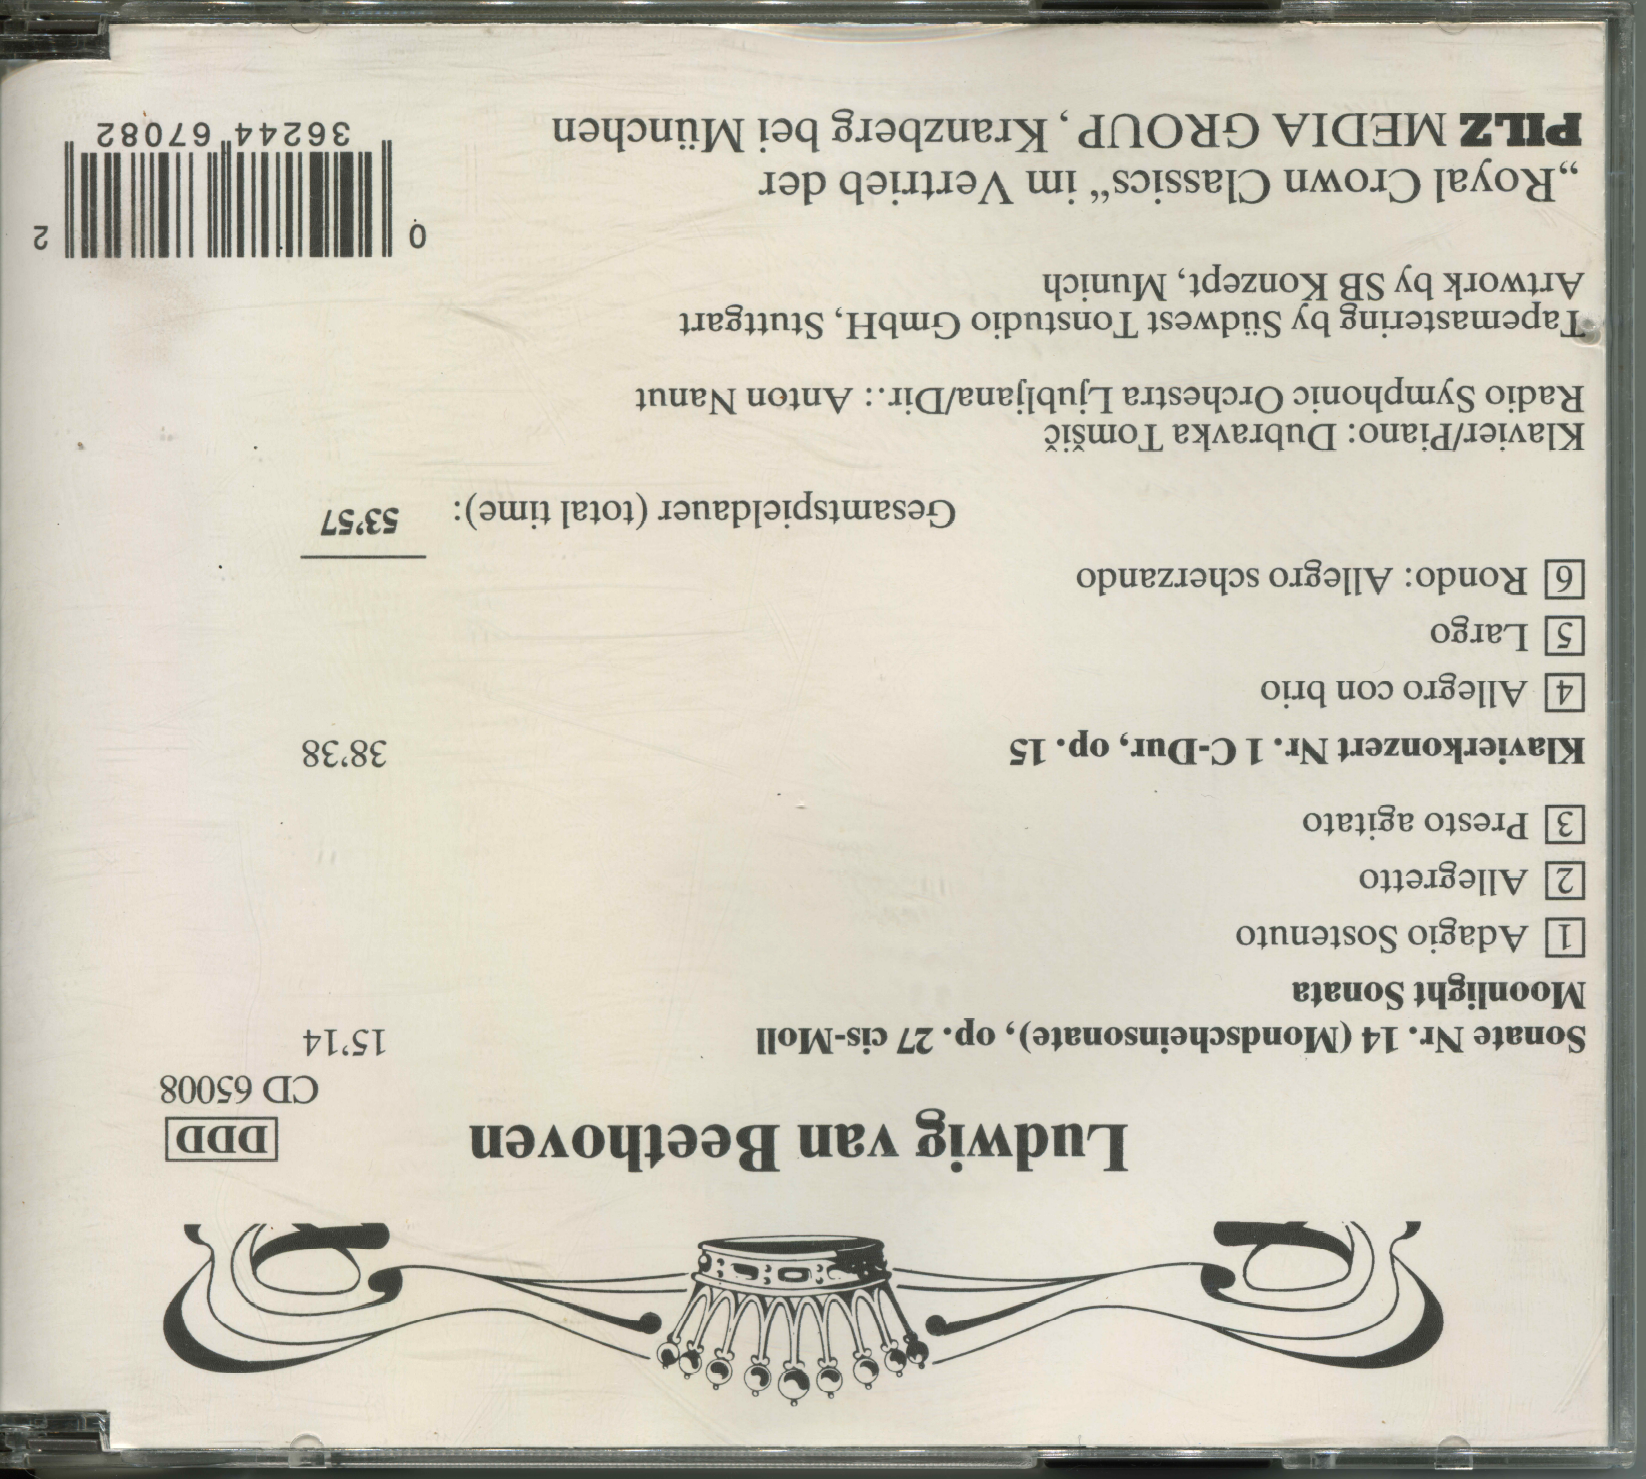 Ludwig van Beethoven
DDD
CD 65008
Sonate Nr. 14 (Mondscheinsonate), op. 27 cis-Moll 15'14
Moonlight Sonata
1 Adagio Sostenuto
2 Allegretto
3 Presto agitato
Klavierkonzert Nr. 1 C-Dur, op. 15 38'38
4 Allegro con brio
5 Largo
6 Rondo: Allegro scherzando
Gesamtspieldauer (total time): 53'57
Klavier/Piano: Dubravka Tomšič
Radio Symphonic Orchestra Ljubljana/Dir.: Anton Nanut
Tapemastering by Südwest Tonstudio GmbH, Stuttgart
Artwork by SB Konzept, Munich
„Royal Crown Classics“ im Vertrieb der
PILZ MEDIA GROUP, Kranzberg bei München
0 36244 67082 2